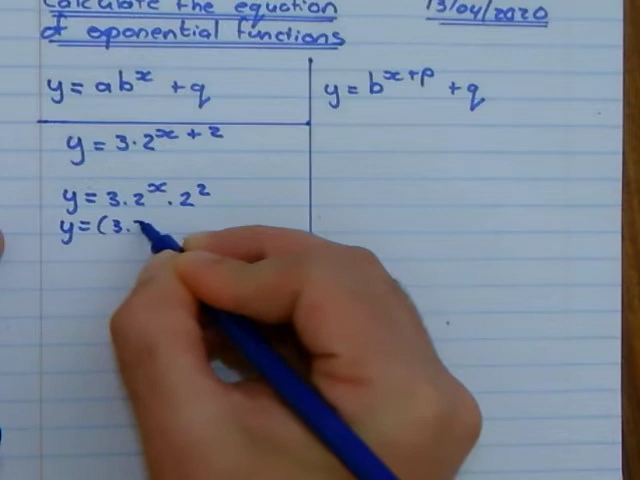 Calculate the equation
of exponential functions
13/04/2020
y = ab^x + q
y = b^(x+p) + q
y = 3.2^(x+2)
y = 3.2^x . 2^2
y = (3.